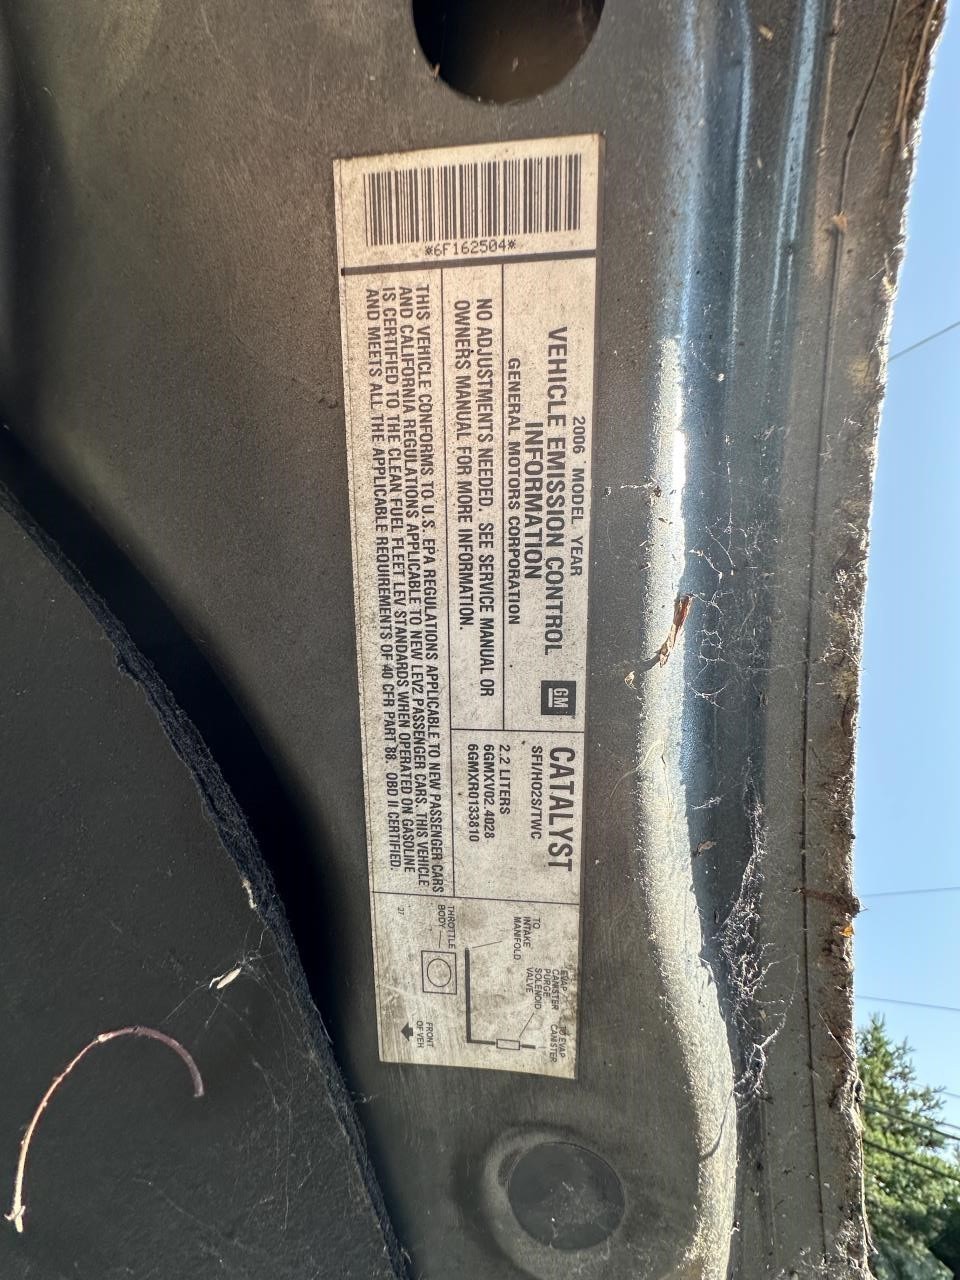 *6F162504*
2006 MODEL YEAR
VEHICLE EMISSION CONTROL
INFORMATION
GENERAL MOTORS CORPORATION
GM
NO ADJUSTMENTS NEEDED. SEE SERVICE MANUAL OR
OWNERS MANUAL FOR MORE INFORMATION.
CATALYST
SFI/HO2S/TWC
2.2 LITERS
6GMXV02.4028
6GMXR0133810
THIS VEHICLE CONFORMS TO U.S. EPA REGULATIONS APPLICABLE TO NEW PASSENGER CARS
AND CALIFORNIA REGULATIONS APPLICABLE TO NEW LEV2 PASSENGER CARS. THIS VEHICLE
IS CERTIFIED TO THE CLEAN FUEL FLEET LEV STANDARDS WHEN OPERATED ON GASOLINE
AND MEETS ALL THE APPLICABLE REQUIREMENTS OF 40 CFR PART 88. OBD II CERTIFIED.
EVAP
CANISTER
PURGE
SOLENOID
VALVE
TO EVAP
CANISTER
TO
INTAKE
MANIFOLD
THROTTLE
BODY
FRONT
OF VEH